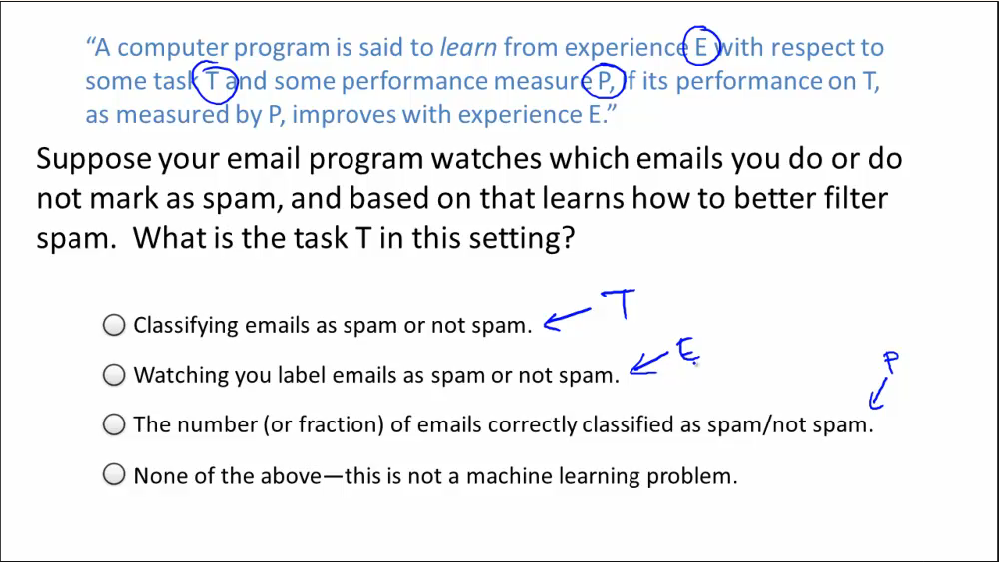 “A computer program is said to learn from experience E with respect to
some task T and some performance measure P, if its performance on T,
as measured by P, improves with experience E.”
Suppose your email program watches which emails you do or do
not mark as spam, and based on that learns how to better filter
spam.  What is the task T in this setting?
T
Classifying emails as spam or not spam.
E
Watching you label emails as spam or not spam.
P
The number (or fraction) of emails correctly classified as spam/not spam.
None of the above—this is not a machine learning problem.